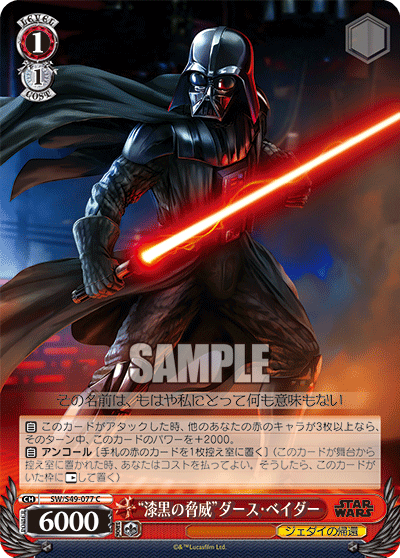 LEVEL
1
1
COST
SAMPLE
その名前は、もはや私にとって何も意味もない
自 このカードがアタックした時、他のあなたの赤のキャラが3枚以上なら、
そのターン中、このカードのパワーを+2000。
自 アンコール [手札の赤のカードを1枚控え室に置く] (このカードが舞台から
控え室に置かれた時、あなたはコストを払ってよい。そうしたら、このカードが
いた枠に置く)
CH
SW/S49-077 C
POWER
6000
“漆黒の脅威”ダース・ベイダー
STAR WARS
ジェダイの帰還
©&™Lucasfilm Ltd.